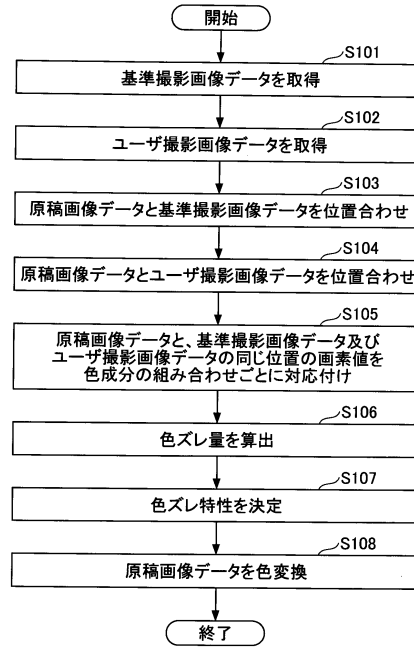 開始
S101
基準撮影画像データを取得
S102
ユーザ撮影画像データを取得
S103
原稿画像データと基準撮影画像データを位置合わせ
S104
原稿画像データとユーザ撮影画像データを位置合わせ
S105
原稿画像データと、基準撮影画像データ及び
ユーザ撮影画像データの同じ位置の画素値を
色成分の組み合わせごとに対応付け
S106
色ズレ量を算出
S107
色ズレ特性を決定
S108
原稿画像データを色変換
終了